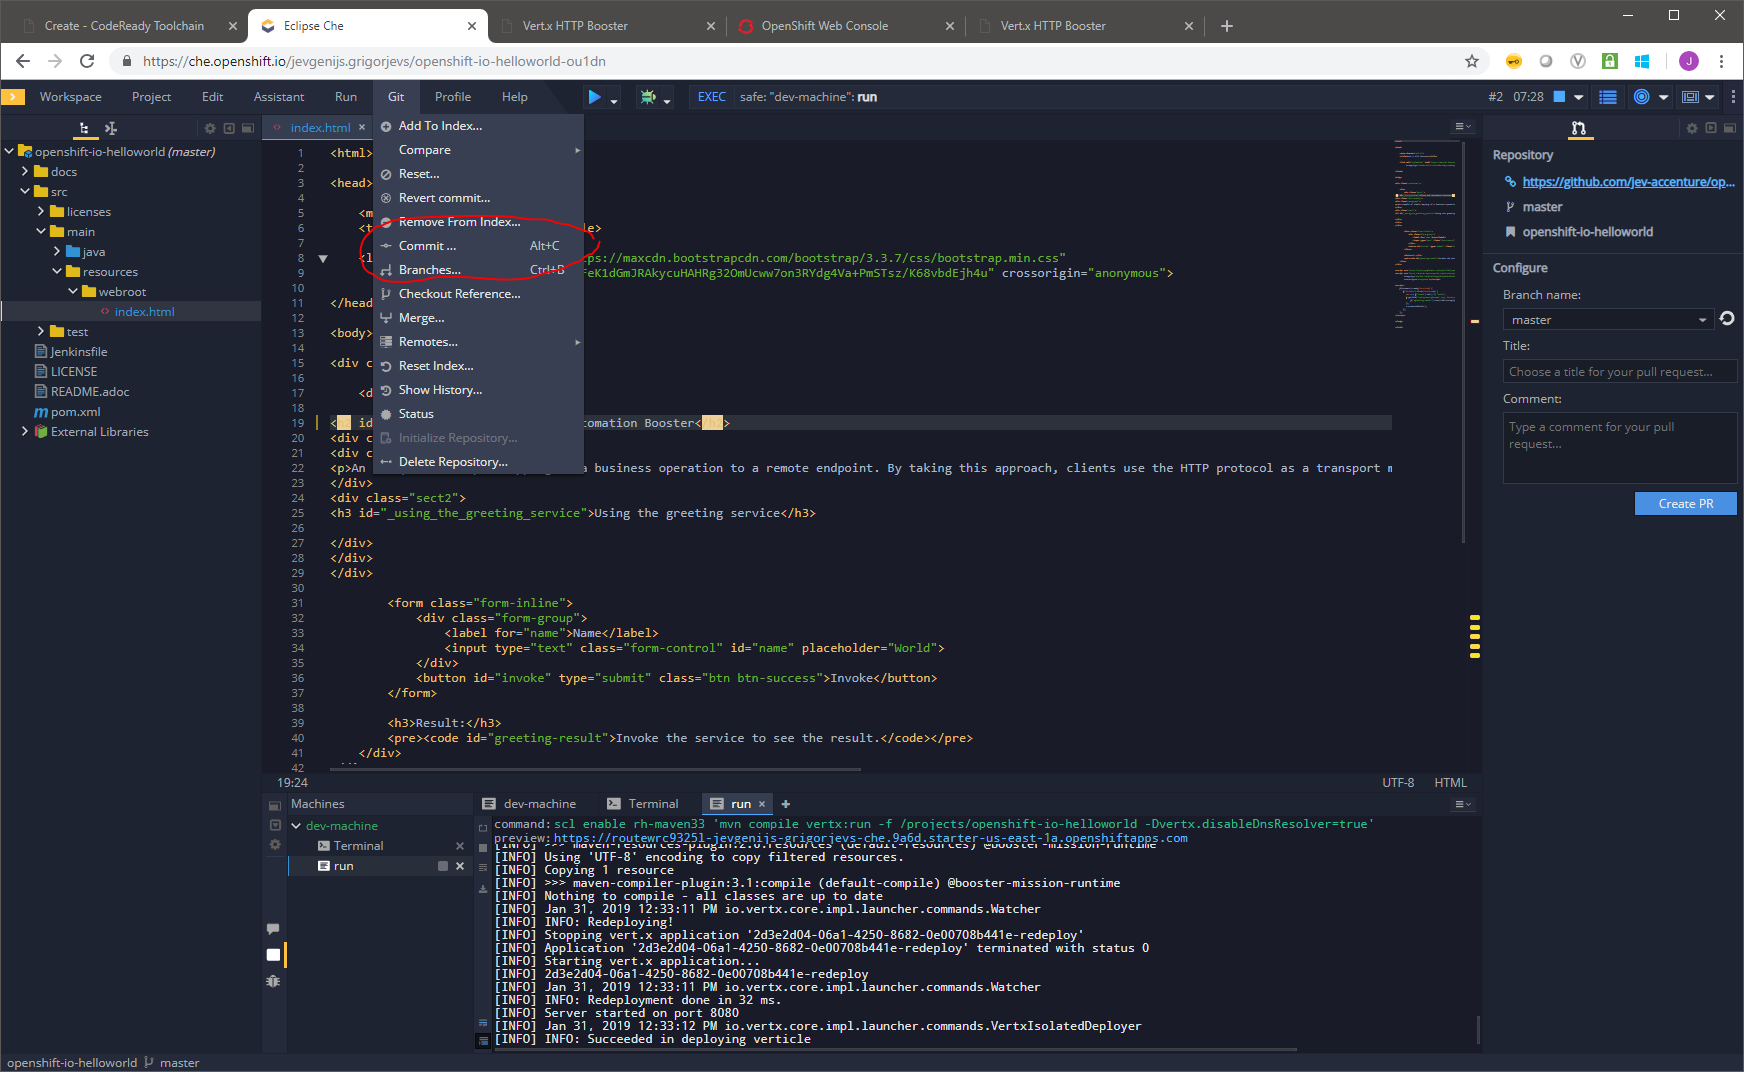 Create - CodeReady Toolchain
Eclipse Che
Vert.x HTTP Booster
OpenShift Web Console
Vert.x HTTP Booster
https://che.openshift.io/jevgenijs.grigorjevs/openshift-io-helloworld-ou1dn
J
Workspace Project Edit Assistant Run Git Profile Help
EXEC safe: "dev-machine": run
#2 07:28
openshift-io-helloworld (master)
docs
src
licenses
main
java
resources
webroot
index.html
test
Jenkinsfile
LICENSE
README.adoc
m pom.xml
External Libraries
index.html
Add To Index...
Compare
Reset...
Revert commit...
Remove From Index...
Commit ... Alt+C
Branches... Ctrl+B
Checkout Reference...
Merge...
Remotes...
Reset Index...
Show History...
Status
Initialize Repository...
Delete Repository...
1 <html>
2
3 <head>
4
5 <m
6 <t le>
7
8 <l ps://maxcdn.bootstrapcdn.com/bootstrap/3.3.7/css/bootstrap.min.css"
9 FeK1dGmJRAkycuHAHRg32OmUcww7on3RYdg4Va+PmSTsz/K68vbdEjh4u" crossorigin="anonymous">
10
11 </head
12
13 <body>
14
15 <div c
16
17 <d
18
19 < id tomation Booster< >
20 <div c
21 <div c
22 <p>An a business operation to a remote endpoint. By taking this approach, clients use the HTTP protocol as a transport m
23 </div>
24 <div class="sect2">
25 <h3 id="_using_the_greeting_service">Using the greeting service</h3>
26
27 </div>
28 </div>
29 </div>
30
31 <form class="form-inline">
32 <div class="form-group">
33 <label for="name">Name</label>
34 <input type="text" class="form-control" id="name" placeholder="World">
35 </div>
36 <button id="invoke" type="submit" class="btn btn-success">Invoke</button>
37 </form>
38
39 <h3>Result:</h3>
40 <pre><code id="greeting-result">Invoke the service to see the result.</code></pre>
41 </div>
42
19:24 UTF-8 HTML
Repository
https://github.com/jev-accenture/op...
master
openshift-io-helloworld
Configure
Branch name:
master
Title:
Choose a title for your pull request...
Comment:
Type a comment for your pull
request...
Create PR
Machines
dev-machine
Terminal
run
dev-machine Terminal run
command: scl enable rh-maven33 'mvn compile vertx:run -f /projects/openshift-io-helloworld -Dvertx.disableDnsResolver=true'
preview: https://routewrc9325l-jevgenijs-grigorjevs-che.9a6d.starter-us-east-1a.openshiftapps.com
[INFO] >>> maven-resources-plugin:2.6:resources (default-resources) @booster-mission-runtime
[INFO] Using 'UTF-8' encoding to copy filtered resources.
[INFO] Copying 1 resource
[INFO] >>> maven-compiler-plugin:3.1:compile (default-compile) @booster-mission-runtime
[INFO] Nothing to compile - all classes are up to date
[INFO] Jan 31, 2019 12:33:11 PM io.vertx.core.impl.launcher.commands.Watcher
[INFO] INFO: Redeploying!
[INFO] Stopping vert.x application '2d3e2d04-06a1-4250-8682-0e00708b441e-redeploy'
[INFO] Application '2d3e2d04-06a1-4250-8682-0e00708b441e-redeploy' terminated with status 0
[INFO] Starting vert.x application...
[INFO] 2d3e2d04-06a1-4250-8682-0e00708b441e-redeploy
[INFO] Jan 31, 2019 12:33:11 PM io.vertx.core.impl.launcher.commands.Watcher
[INFO] INFO: Redeployment done in 32 ms.
[INFO] Server started on port 8080
[INFO] Jan 31, 2019 12:33:12 PM io.vertx.core.impl.launcher.commands.VertxIsolatedDeployer
[INFO] INFO: Succeeded in deploying verticle
openshift-io-helloworld master